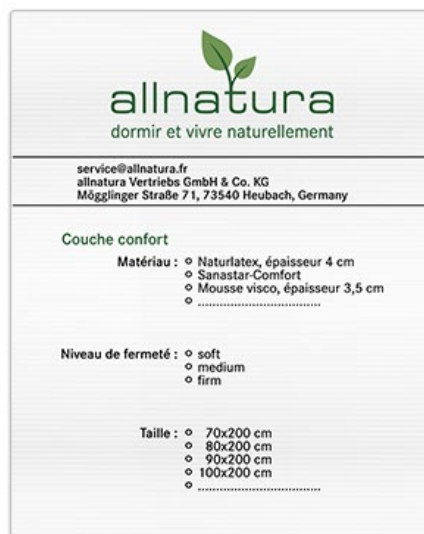 allnatura
dormir et vivre naturellement
service@allnatura.fr
allnatura Vertriebs GmbH & Co. KG
Mögglinger Straße 71, 73540 Heubach, Germany
Couche confort
Matériau : Naturlatex, épaisseur 4 cm
Sanastar-Comfort
Mousse visco, épaisseur 3,5 cm
..................................
Niveau de fermeté : soft
medium
firm
Taille : 70x200 cm
80x200 cm
90x200 cm
100x200 cm
..................................